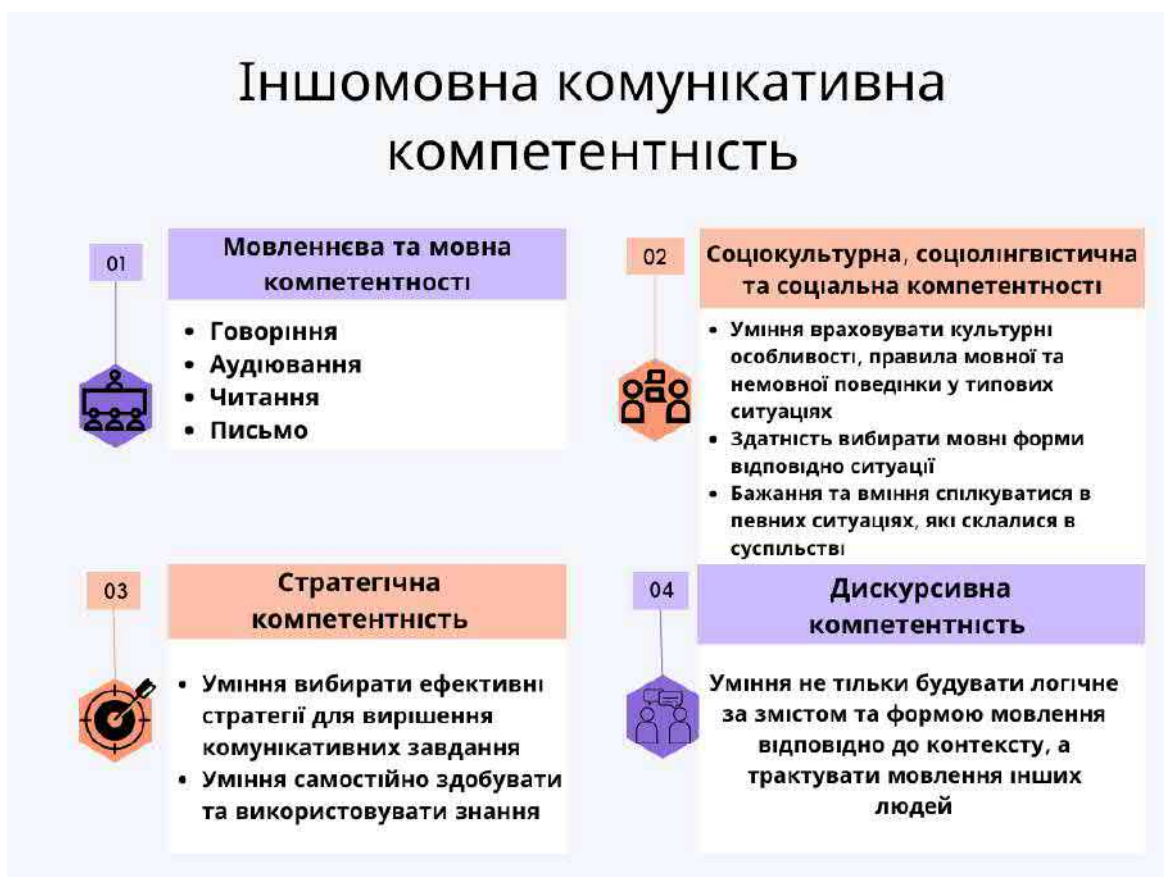 Іншомовна комунікативна
компетентність
01
Мовленнєва та мовна
компетентності
• Говоріння
• Аудіювання
• Читання
• Письмо
02
Соціокультурна, соціолінгвістична
та соціальна компетентності
• Уміння враховувати культурні
особливості, правила мовної та
немовної поведінки у типових
ситуаціях
• Здатність вибирати мовні форми
відповідно ситуації
• Бажання та вміння спілкуватися в
певних ситуаціях, які склалися в
суспільстві
03
Стратегічна
компетентність
• Уміння вибирати ефективні
стратегії для вирішення
комунікативних завдання
• Уміння самостійно здобувати
та використовувати знання
04
Дискурсивна
компетентність
Уміння не тільки будувати логічне
за змістом та формою мовлення
відповідно до контексту, а
трактувати мовлення інших
людей